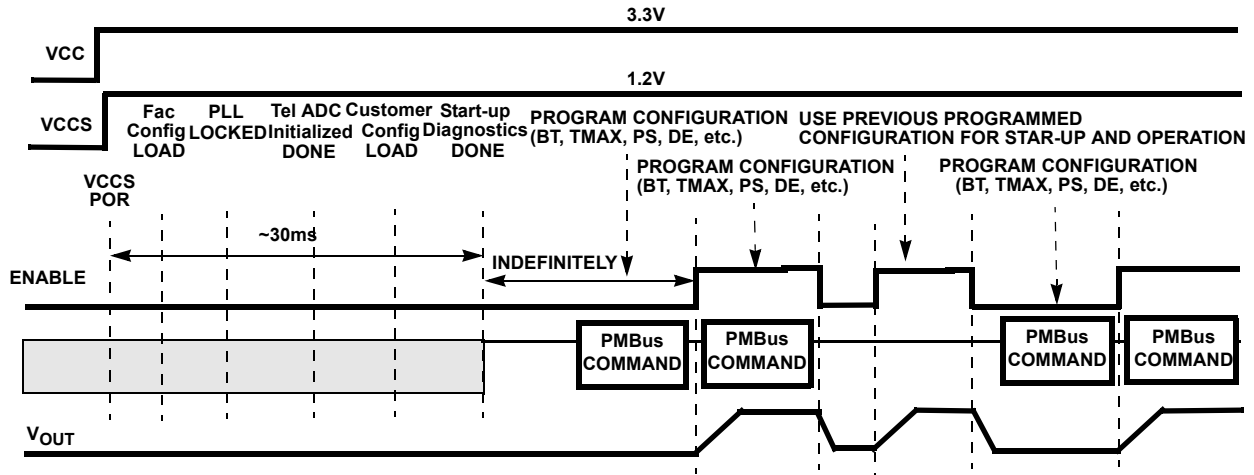 3.3V
VCC
1.2V
VCCS
Fac
Config
LOAD
PLL
LOCKED
Tel ADC
Initialized
DONE
Customer
Config
LOAD
Start-up
Diagnostics
DONE
PROGRAM CONFIGURATION
(BT, TMAX, PS, DE, etc.)
USE PREVIOUS PROGRAMMED
CONFIGURATION FOR STAR-UP AND OPERATION
PROGRAM CONFIGURATION
(BT, TMAX, PS, DE, etc.)
PROGRAM CONFIGURATION
(BT, TMAX, PS, DE, etc.)
VCCS
POR
~30ms
INDEFINITELY
ENABLE
PMBus
COMMAND
PMBus
COMMAND
PMBus
COMMAND
PMBus
COMMAND
VOUT